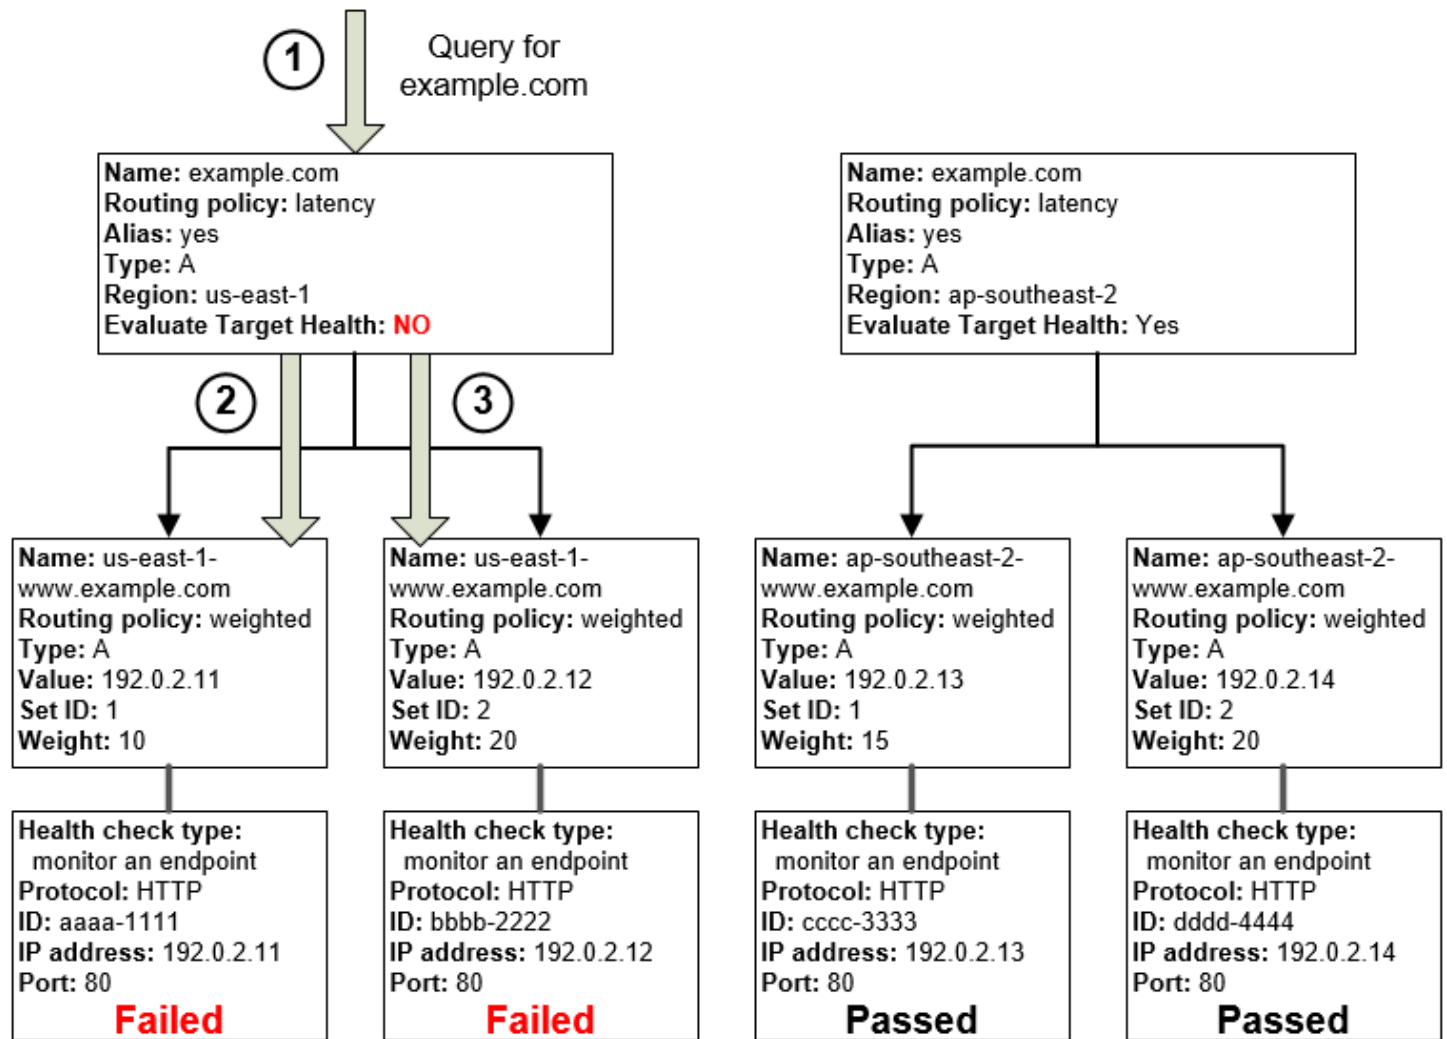 1
Query for
example.com
Name: example.com
Routing policy: latency
Alias: yes
Type: A
Region: us-east-1
Evaluate Target Health: NO
Name: example.com
Routing policy: latency
Alias: yes
Type: A
Region: ap-southeast-2
Evaluate Target Health: Yes
2
3
Name: us-east-1-
www.example.com
Routing policy: weighted
Type: A
Value: 192.0.2.11
Set ID: 1
Weight: 10
Name: us-east-1-
www.example.com
Routing policy: weighted
Type: A
Value: 192.0.2.12
Set ID: 2
Weight: 20
Name: ap-southeast-2-
www.example.com
Routing policy: weighted
Type: A
Value: 192.0.2.13
Set ID: 1
Weight: 15
Name: ap-southeast-2-
www.example.com
Routing policy: weighted
Type: A
Value: 192.0.2.14
Set ID: 2
Weight: 20
Health check type:
monitor an endpoint
Protocol: HTTP
ID: aaaa-1111
IP address: 192.0.2.11
Port: 80
Failed
Health check type:
monitor an endpoint
Protocol: HTTP
ID: bbbb-2222
IP address: 192.0.2.12
Port: 80
Failed
Health check type:
monitor an endpoint
Protocol: HTTP
ID: cccc-3333
IP address: 192.0.2.13
Port: 80
Passed
Health check type:
monitor an endpoint
Protocol: HTTP
ID: dddd-4444
IP address: 192.0.2.14
Port: 80
Passed